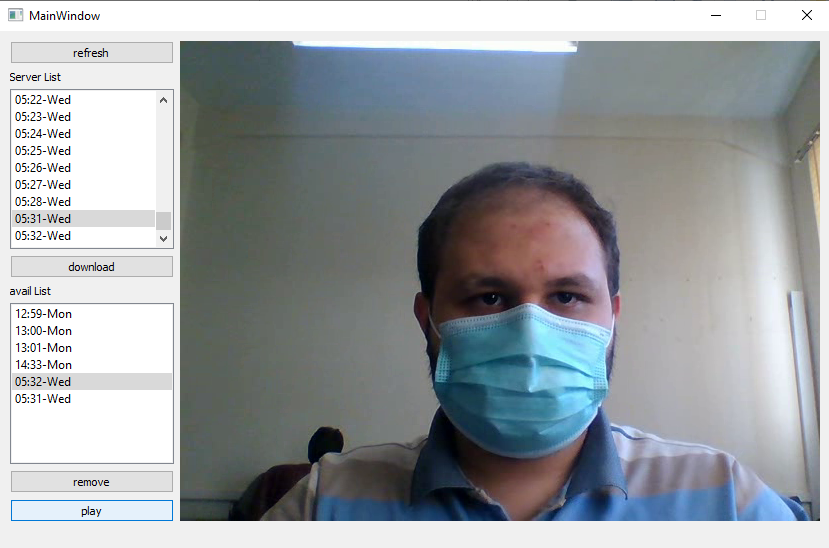 MainWindow
refresh
Server List
05:22-Wed
05:23-Wed
05:24-Wed
05:25-Wed
05:26-Wed
05:27-Wed
05:28-Wed
05:31-Wed
05:32-Wed
download
avail List
12:59-Mon
13:00-Mon
13:01-Mon
14:33-Mon
05:32-Wed
05:31-Wed
remove
play